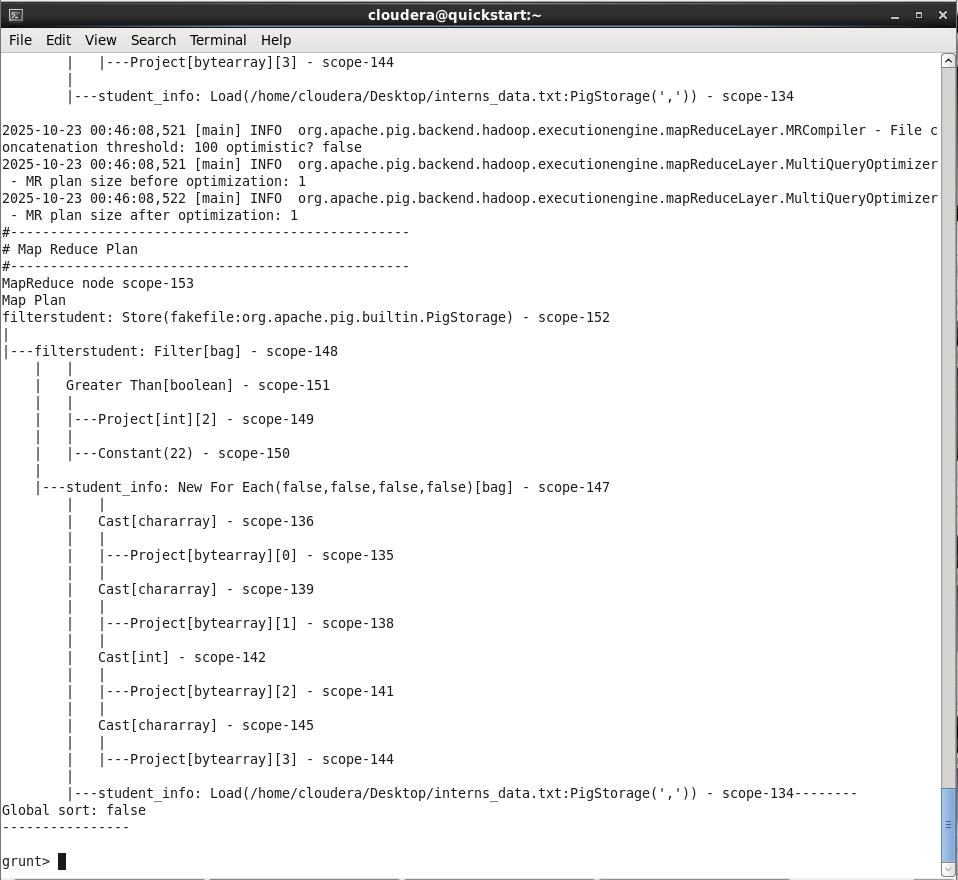 cloudera@quickstart:~
File Edit View Search Terminal Help
        |   |---Project[bytearray][3] - scope-144
        |
        |---student_info: Load(/home/cloudera/Desktop/interns_data.txt:PigStorage(',')) - scope-134

2025-10-23 00:46:08,521 [main] INFO  org.apache.pig.backend.hadoop.executionengine.mapReduceLayer.MRCompiler - File c
oncatenation threshold: 100 optimistic? false
2025-10-23 00:46:08,521 [main] INFO  org.apache.pig.backend.hadoop.executionengine.mapReduceLayer.MultiQueryOptimizer
 - MR plan size before optimization: 1
2025-10-23 00:46:08,522 [main] INFO  org.apache.pig.backend.hadoop.executionengine.mapReduceLayer.MultiQueryOptimizer
 - MR plan size after optimization: 1
#--------------------------------------------------
# Map Reduce Plan
#--------------------------------------------------
MapReduce node scope-153
Map Plan
filterstudent: Store(fakefile:org.apache.pig.builtin.PigStorage) - scope-152
|
|---filterstudent: Filter[bag] - scope-148
    |   |
    |   Greater Than[boolean] - scope-151
    |   |
    |   |---Project[int][2] - scope-149
    |   |
    |   |---Constant(22) - scope-150
    |
    |---student_info: New For Each(false,false,false,false)[bag] - scope-147
        |   |
        |   Cast[chararray] - scope-136
        |   |
        |   |---Project[bytearray][0] - scope-135
        |   |
        |   Cast[chararray] - scope-139
        |   |
        |   |---Project[bytearray][1] - scope-138
        |   |
        |   Cast[int] - scope-142
        |   |
        |   |---Project[bytearray][2] - scope-141
        |   |
        |   Cast[chararray] - scope-145
        |   |
        |   |---Project[bytearray][3] - scope-144
        |
        |---student_info: Load(/home/cloudera/Desktop/interns_data.txt:PigStorage(',')) - scope-134--------
Global sort: false
----------------

grunt>